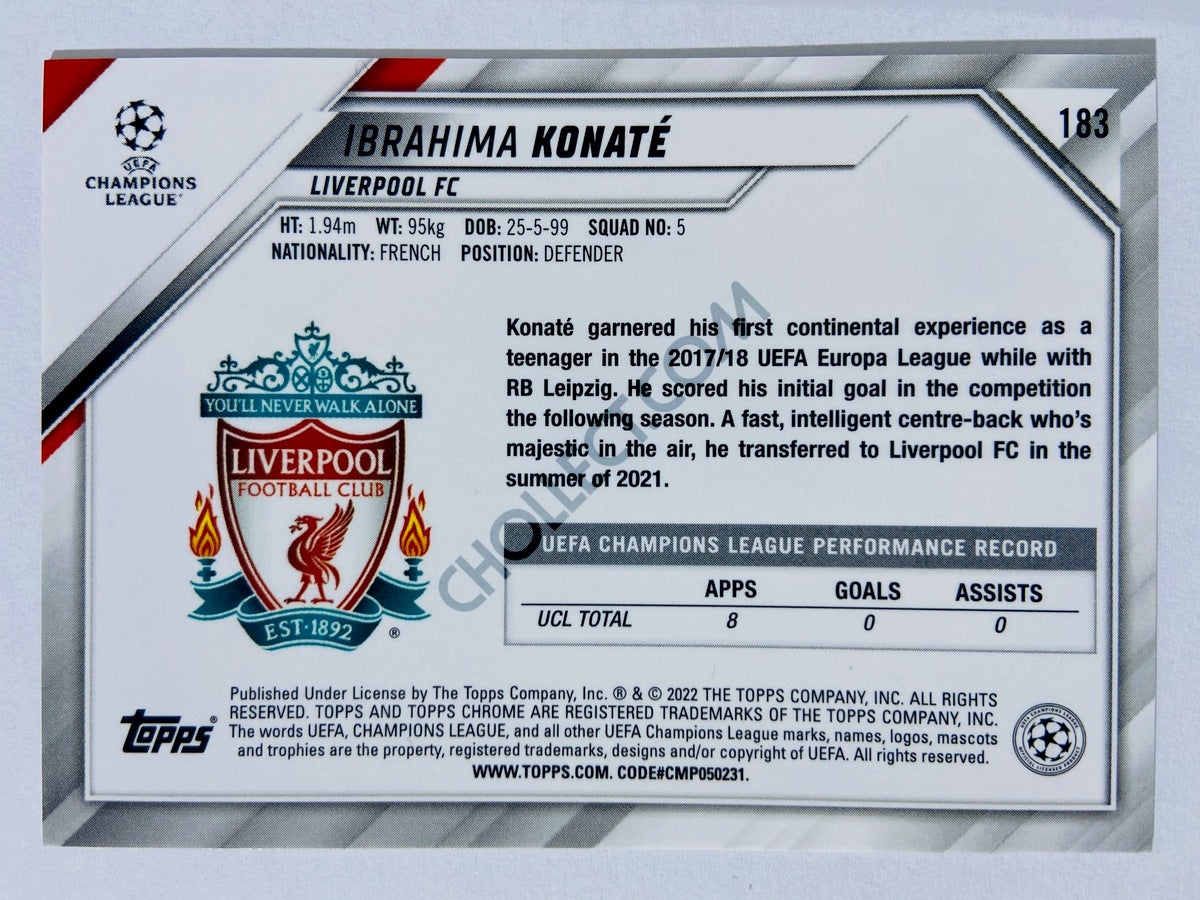 UEFA
CHAMPIONS
LEAGUE
IBRAHIMA KONATÉ
183
LIVERPOOL FC
HT: 1.94m WT: 95kg DOB: 25-5-99 SQUAD NO: 5
NATIONALITY: FRENCH POSITION: DEFENDER
Konaté garnered his first continental experience as a
teenager in the 2017/18 UEFA Europa League while with
RB Leipzig. He scored his initial goal in the competition
the following season. A fast, intelligent centre-back who's
majestic in the air, he transferred to Liverpool FC in the
summer of 2021.
YOU'LL NEVER WALK ALONE
LIVERPOOL
FOOTBALL CLUB
EST·1892
®
CHOLLECT.COM
UEFA CHAMPIONS LEAGUE PERFORMANCE RECORD
APPS GOALS ASSISTS
UCL TOTAL 8 0 0
Topps®
Published Under License by The Topps Company, Inc. ® & © 2022 THE TOPPS COMPANY, INC. ALL RIGHTS
RESERVED. TOPPS AND TOPPS CHROME ARE REGISTERED TRADEMARKS OF THE TOPPS COMPANY, INC.
The words UEFA, CHAMPIONS LEAGUE, and all other UEFA Champions League marks, names, logos, mascots
and trophies are the property, registered trademarks, designs and/or copyright of UEFA. All rights reserved.
WWW.TOPPS.COM. CODE#CMP050231.
UEFA CHAMPIONS LEAGUE
OFFICIAL LICENSED PRODUCT